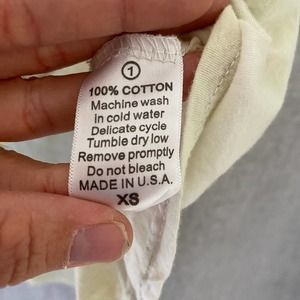 1
100% COTTON
Machine wash
in cold water
Delicate cycle
Tumble dry low
Remove promptly
Do not bleach
MADE IN U.S.A.
XS